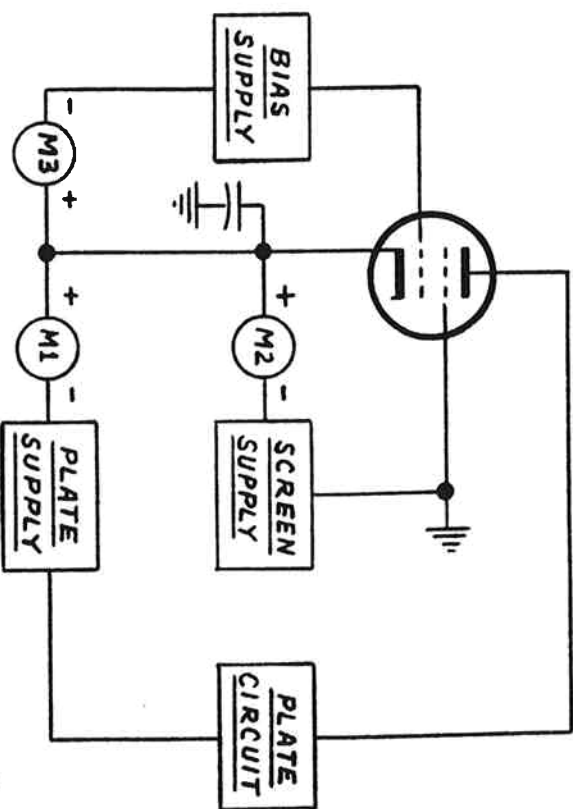 BIAS
SUPPLY
-
M3
+
+
M1
-
PLATE
SUPPLY
+
M2
-
SCREEN
SUPPLY
PLATE
CIRCUIT